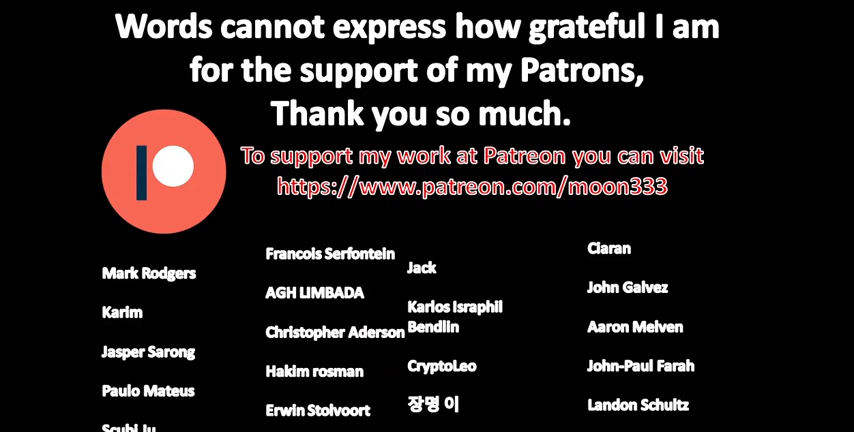 Words cannot express how grateful I am
for the support of my Patrons,
Thank you so much.
To support my work at Patreon you can visit
https://www.patreon.com/moon333
Mark Rodgers
Karim
Jasper Sarong
Paulo Mateus
Francois Serfontein
AGH LIMBADA
Christopher Aderson
Hakim rosman
Erwin Stolvoort
Jack
Karlos Israphil
Bendlin
CryptoLeo
장명 이
Ciaran
John Galvez
Aaron Melven
John-Paul Farah
Landon Schultz